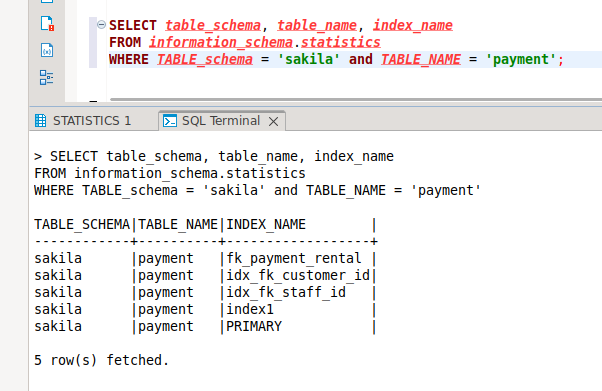 SELECT table_schema, table_name, index_name
FROM information_schema.statistics
WHERE TABLE_schema = 'sakila' and TABLE_NAME = 'payment';
STATISTICS 1 SQL Terminal
> SELECT table_schema, table_name, index_name
FROM information_schema.statistics
WHERE TABLE_schema = 'sakila' and TABLE_NAME = 'payment'
TABLE_SCHEMA|TABLE_NAME|INDEX_NAME        |
------------+----------+------------------+
sakila      |payment   |fk_payment_rental |
sakila      |payment   |idx_fk_customer_id|
sakila      |payment   |idx_fk_staff_id   |
sakila      |payment   |index1            |
sakila      |payment   |PRIMARY           |
5 row(s) fetched.